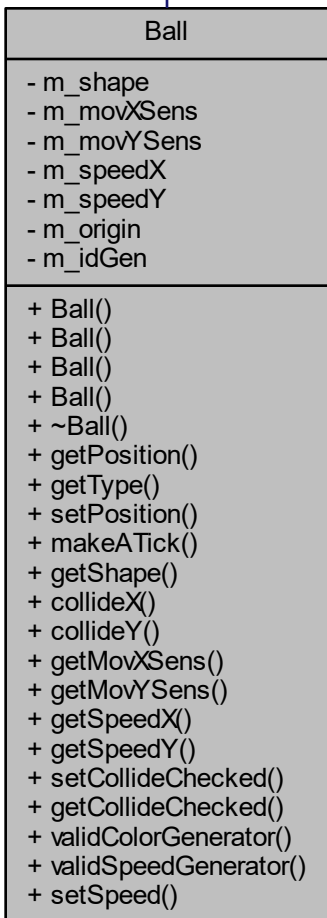 Ball
- m_shape
- m_movXSens
- m_movYSens
- m_speedX
- m_speedY
- m_origin
- m_idGen
+ Ball()
+ Ball()
+ Ball()
+ Ball()
+ ~Ball()
+ getPosition()
+ getType()
+ setPosition()
+ makeATick()
+ getShape()
+ collideX()
+ collideY()
+ getMovXSens()
+ getMovYSens()
+ getSpeedX()
+ getSpeedY()
+ setCollideChecked()
+ getCollideChecked()
+ validColorGenerator()
+ validSpeedGenerator()
+ setSpeed()